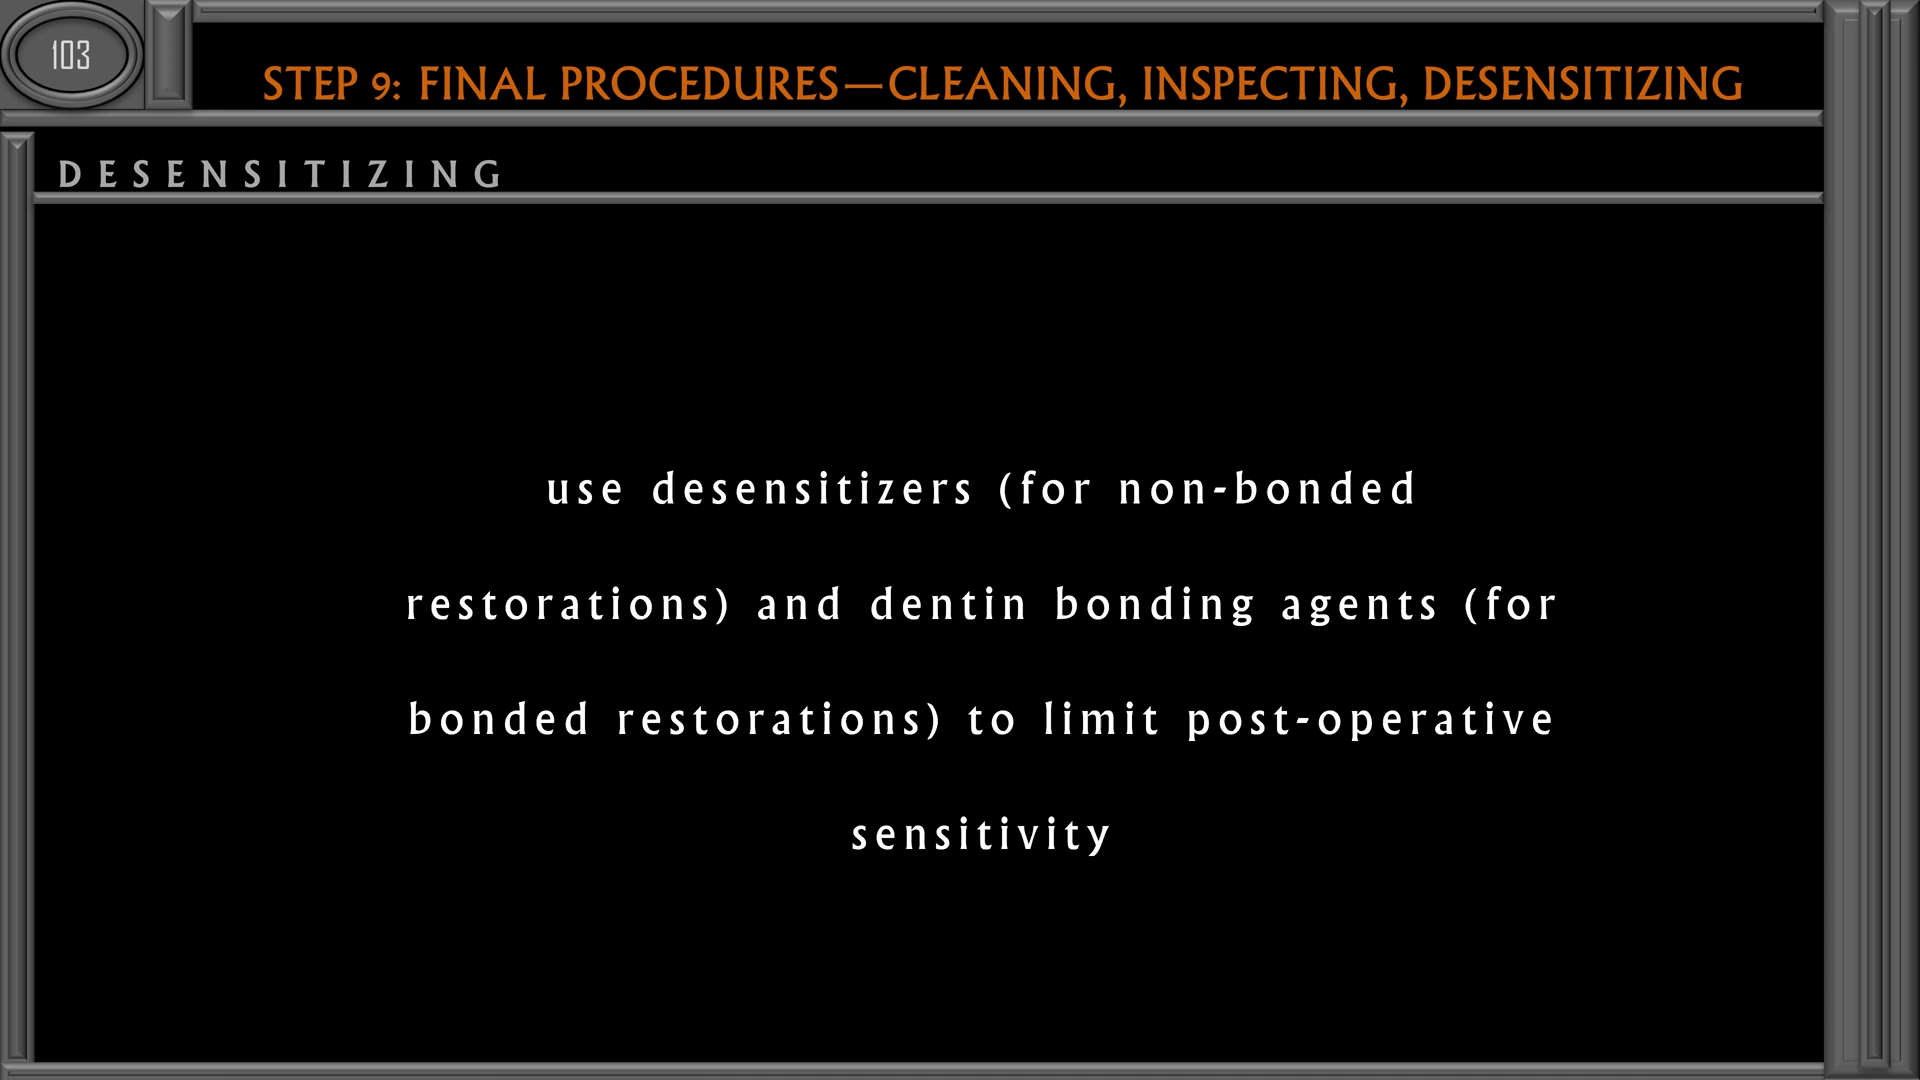 103
STEP 9: FINAL PROCEDURES—CLEANING, INSPECTING, DESENSITIZING
DESENSITIZING
use desensitizers (for non-bonded
restorations) and dentin bonding agents (for
bonded restorations) to limit post-operative
sensitivity